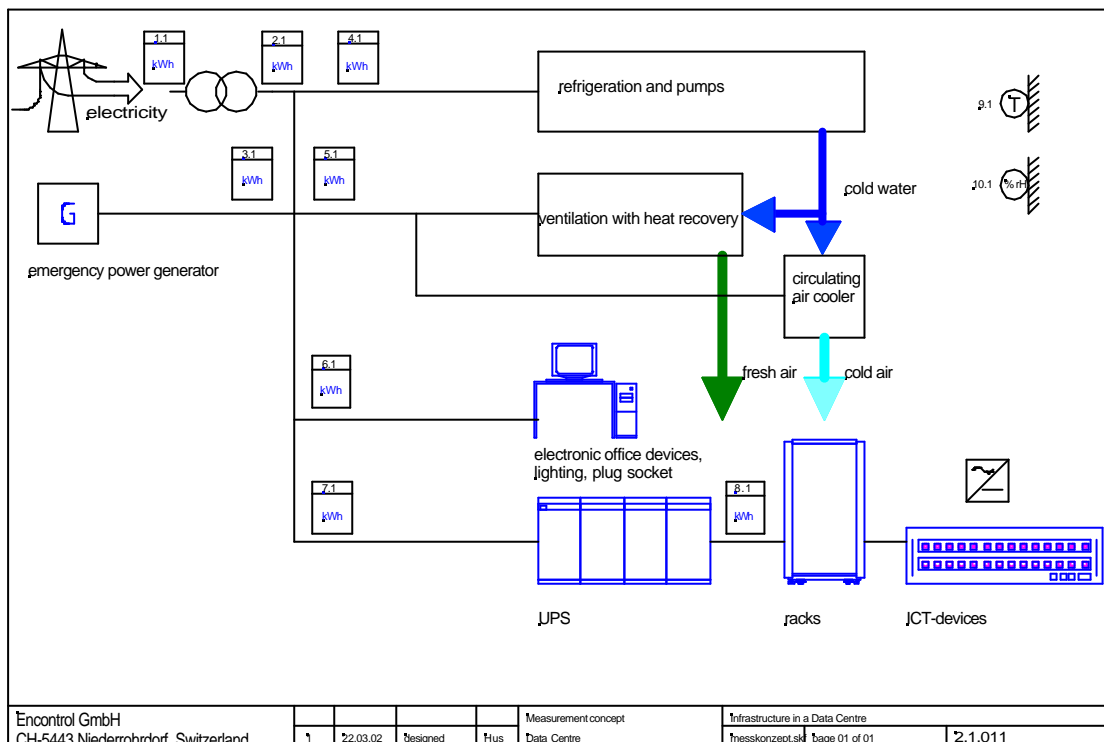 1.1
kWh
2.1
kWh
4.1
kWh
electricity
refrigeration and pumps
9.1
T
3.1
kWh
5.1
kWh
10.1
% rH
cold water
G
ventilation with heat recovery
emergency power generator
circulating
air cooler
6.1
kWh
fresh air
cold air
electronic office devices,
lighting, plug socket
7.1
kWh
8.1
kWh
UPS
racks
ICT-devices
Encontrol GmbH
CH-5443 Niederrohrdorf, Switzerland
1
22.03.02
designed
Hus
Measurement concept
Data Centre
Infrastructure in a Data Centre
messkonzept.skf
page 01 of 01
2.1.011